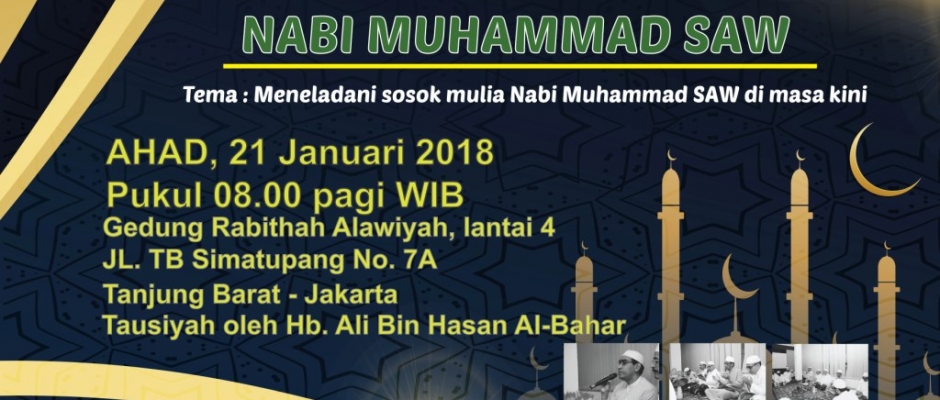 NABI MUHAMMAD SAW
Tema : Meneladani sosok mulia Nabi Muhammad SAW di masa kini
AHAD, 21 Januari 2018
Pukul 08.00 pagi WIB
Gedung Rabithah Alawiyah, lantai 4
JL. TB Simatupang No. 7A
Tanjung Barat - Jakarta
Tausiyah oleh Hb. Ali Bin Hasan Al-Bahar